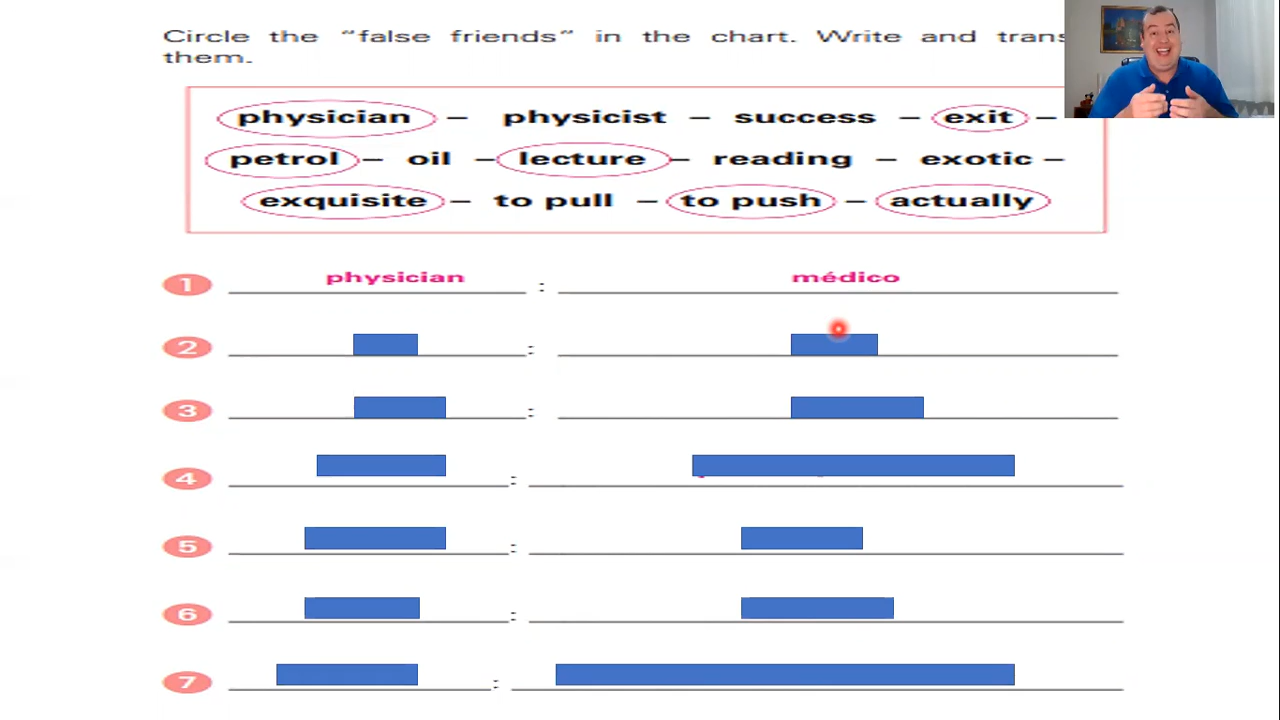 Circle the "false friends" in the chart. Write and trans
them.
physician – physicist – success – exit –
petrol – oil – lecture – reading – exotic –
exquisite – to pull – to push – actually
1 physician : médico
2 :
3 :
4 :
5 :
6 :
7 :